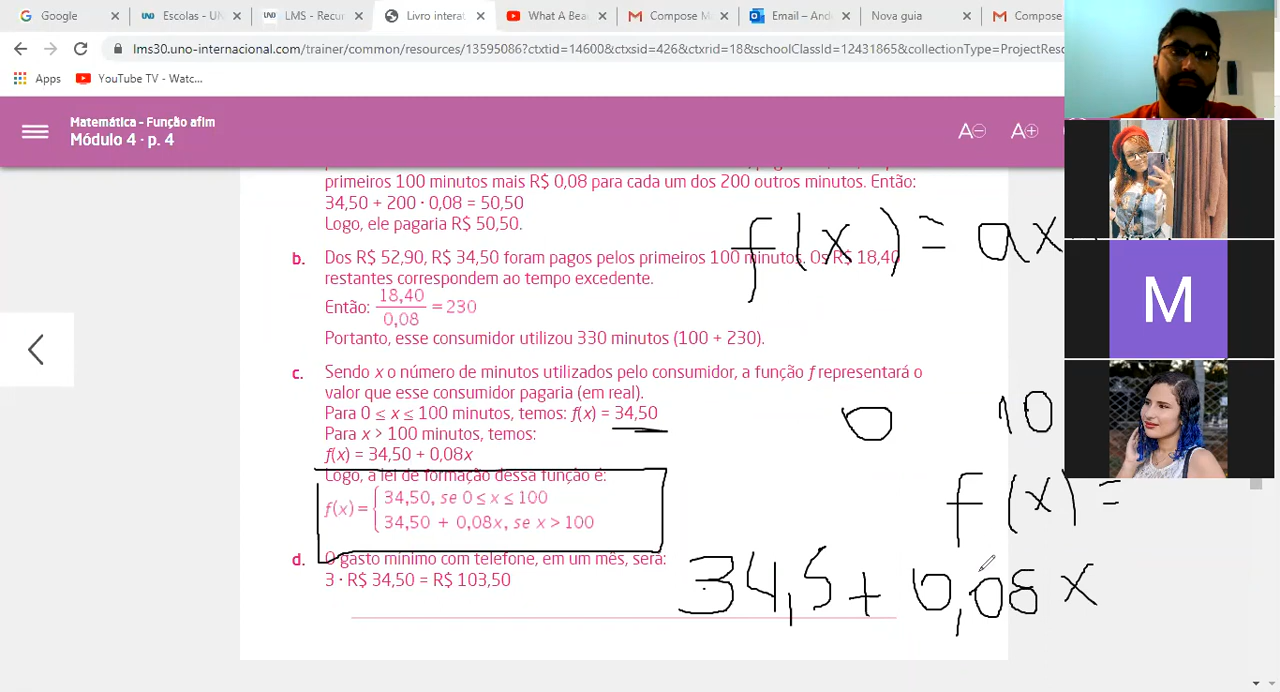 Google
Escolas - UN
LMS - Recur
Livro intera
What A Bea
Compose M
Email – And
Nova guia
Compose
lms30.uno-internacional.com/trainer/common/resources/13595086?ctxtid=14600&ctxsid=426&ctxrid=18&schoolClassId=12431865&collectionType=ProjectReso
Apps
YouTube TV - Watc...
Matemática - Função afim
Módulo 4 · p. 4
A A
primeiros 100 minutos mais R$ 0,08 para cada um dos 200 outros minutos. Então:
34,50 + 200 · 0,08 = 50,50
Logo, ele pagaria R$ 50,50.
f(x) = ax
b. Dos R$ 52,90, R$ 34,50 foram pagos pelos primeiros 100 minutos. Os R$ 18,40
restantes correspondem ao tempo excedente.
Então: 18,40/0,08 = 230
Portanto, esse consumidor utilizou 330 minutos (100 + 230).
M
c. Sendo x o número de minutos utilizados pelo consumidor, a função f representará o
valor que esse consumidor pagaria (em real).
Para 0 ≤ x ≤ 100 minutos, temos: f(x) = 34,50
Para x > 100 minutos, temos:
f(x) = 34,50 + 0,08x
0 10
Logo, a lei de formação dessa função é:
f(x) = { 34,50, se 0 ≤ x ≤ 100
34,50 + 0,08x, se x > 100
f(x) =
34,5 + 0,08 x
d. O gasto mínimo com telefone, em um mês, será:
3 · R$ 34,50 = R$ 103,50